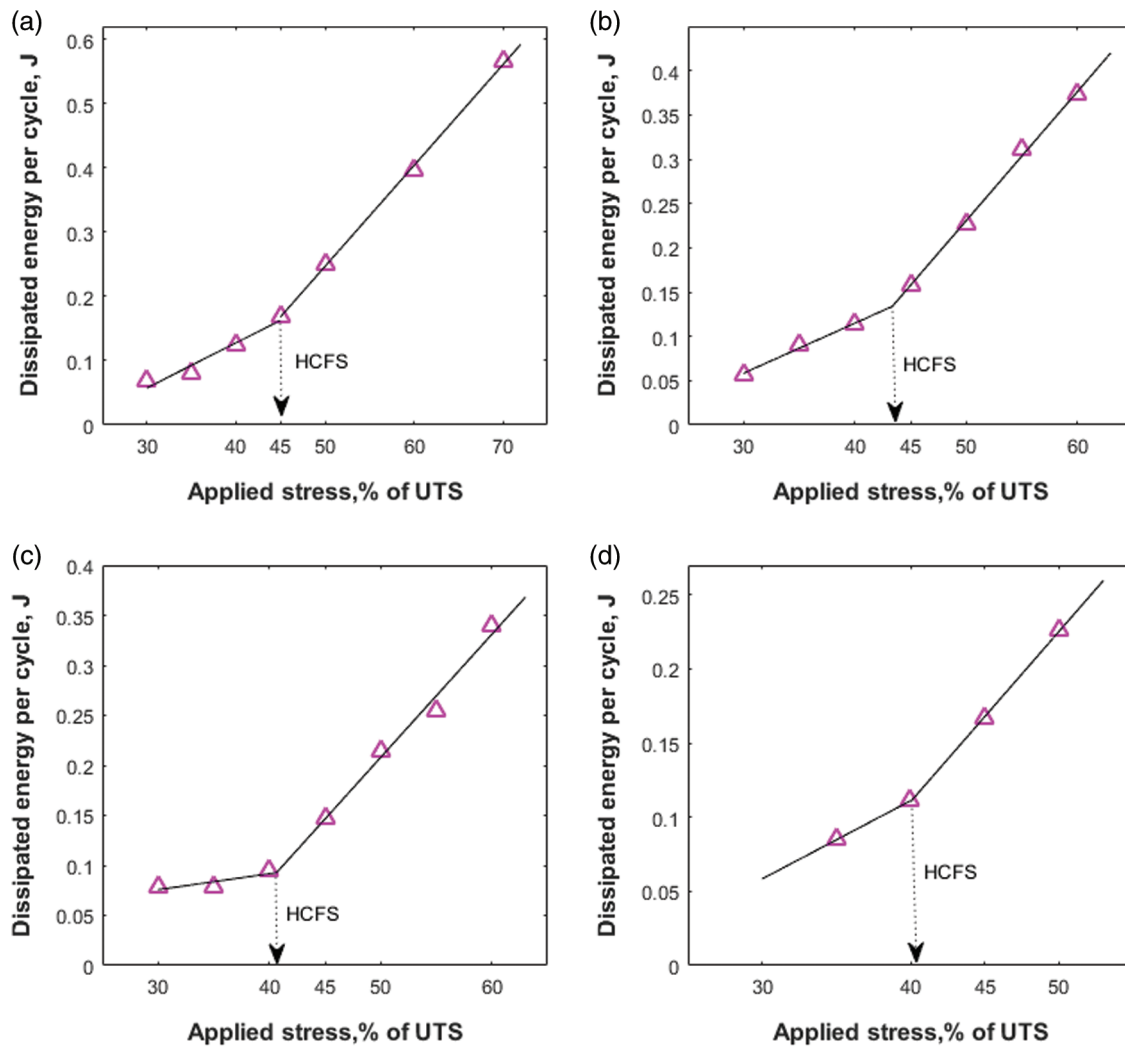 (a)
Dissipated energy per cycle, J
0.6
0.5
0.4
0.3
0.2
0.1
0
HCFS
30 40 45 50 60 70
Applied stress,% of UTS
(b)
Dissipated energy per cycle, J
0.4
0.35
0.3
0.25
0.2
0.15
0.1
0.05
0
HCFS
30 40 45 50 60
Applied stress,% of UTS
(c)
Dissipated energy per cycle, J
0.4
0.35
0.3
0.25
0.2
0.15
0.1
0.05
0
HCFS
30 40 45 50 60
Applied stress,% of UTS
(d)
Dissipated energy per cycle, J
0.25
0.2
0.15
0.1
0.05
0
HCFS
30 40 45 50
Applied stress,% of UTS